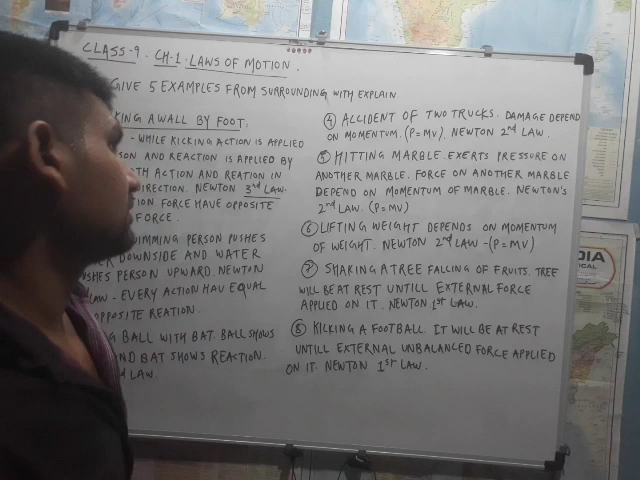 CLASS-9. CH-1. LAWS OF MOTION.
GIVE 5 EXAMPLES FROM SURROUNDING WITH EXPLAIN
KING A WALL BY FOOT:
- WHILE KICKING ACTION IS APPLIED
SON AND REACTION IS APPLIED BY
TH ACTION AND REATION IN
DIRECTION. NEWTON 3rd LAW.
ION FORCE HAVE OPPOSITE
FORCE.
IMMING PERSON PUSHES
ER DOWNSIDE AND WATER
SHES PERSON UPWARD. NEWTON
LAW - EVERY ACTION HAV EQUAL
OPPOSITE REATION.
G BALL WITH BAT. BALL SHOWS
ND BAT SHOWS REACTION.
d LAW.
④ ACCIDENT OF TWO TRUCKS. DAMAGE DEPEND
ON MOMENTUM. (P=MV). NEWTON 2nd LAW.
⑤ HITTING MARBLE. EXERTS PRESSURE ON
ANOTHER MARBLE. FORCE ON ANOTHER MARBLE
DEPEND ON MOMENTUM OF MARBLE. NEWTON'S
2nd LAW. (P=MV)
⑥ LIFTING WEIGHT DEPENDS ON MOMENTUM
OF WEIGHT. NEWTON 2nd LAW -(P=MV)
⑦ SHAKING A TREE FALLING OF FRUITS. TREE
WILL BE AT REST UNTILL EXTERNAL FORCE
APPLIED ON IT. NEWTON 1st LAW.
⑧ KICKING A FOOTBALL. IT WILL BE AT REST
UNTILL EXTERNAL UNBALANCED FORCE APPLIED
ON IT. NEWTON 1st LAW.
DIA
ICAL